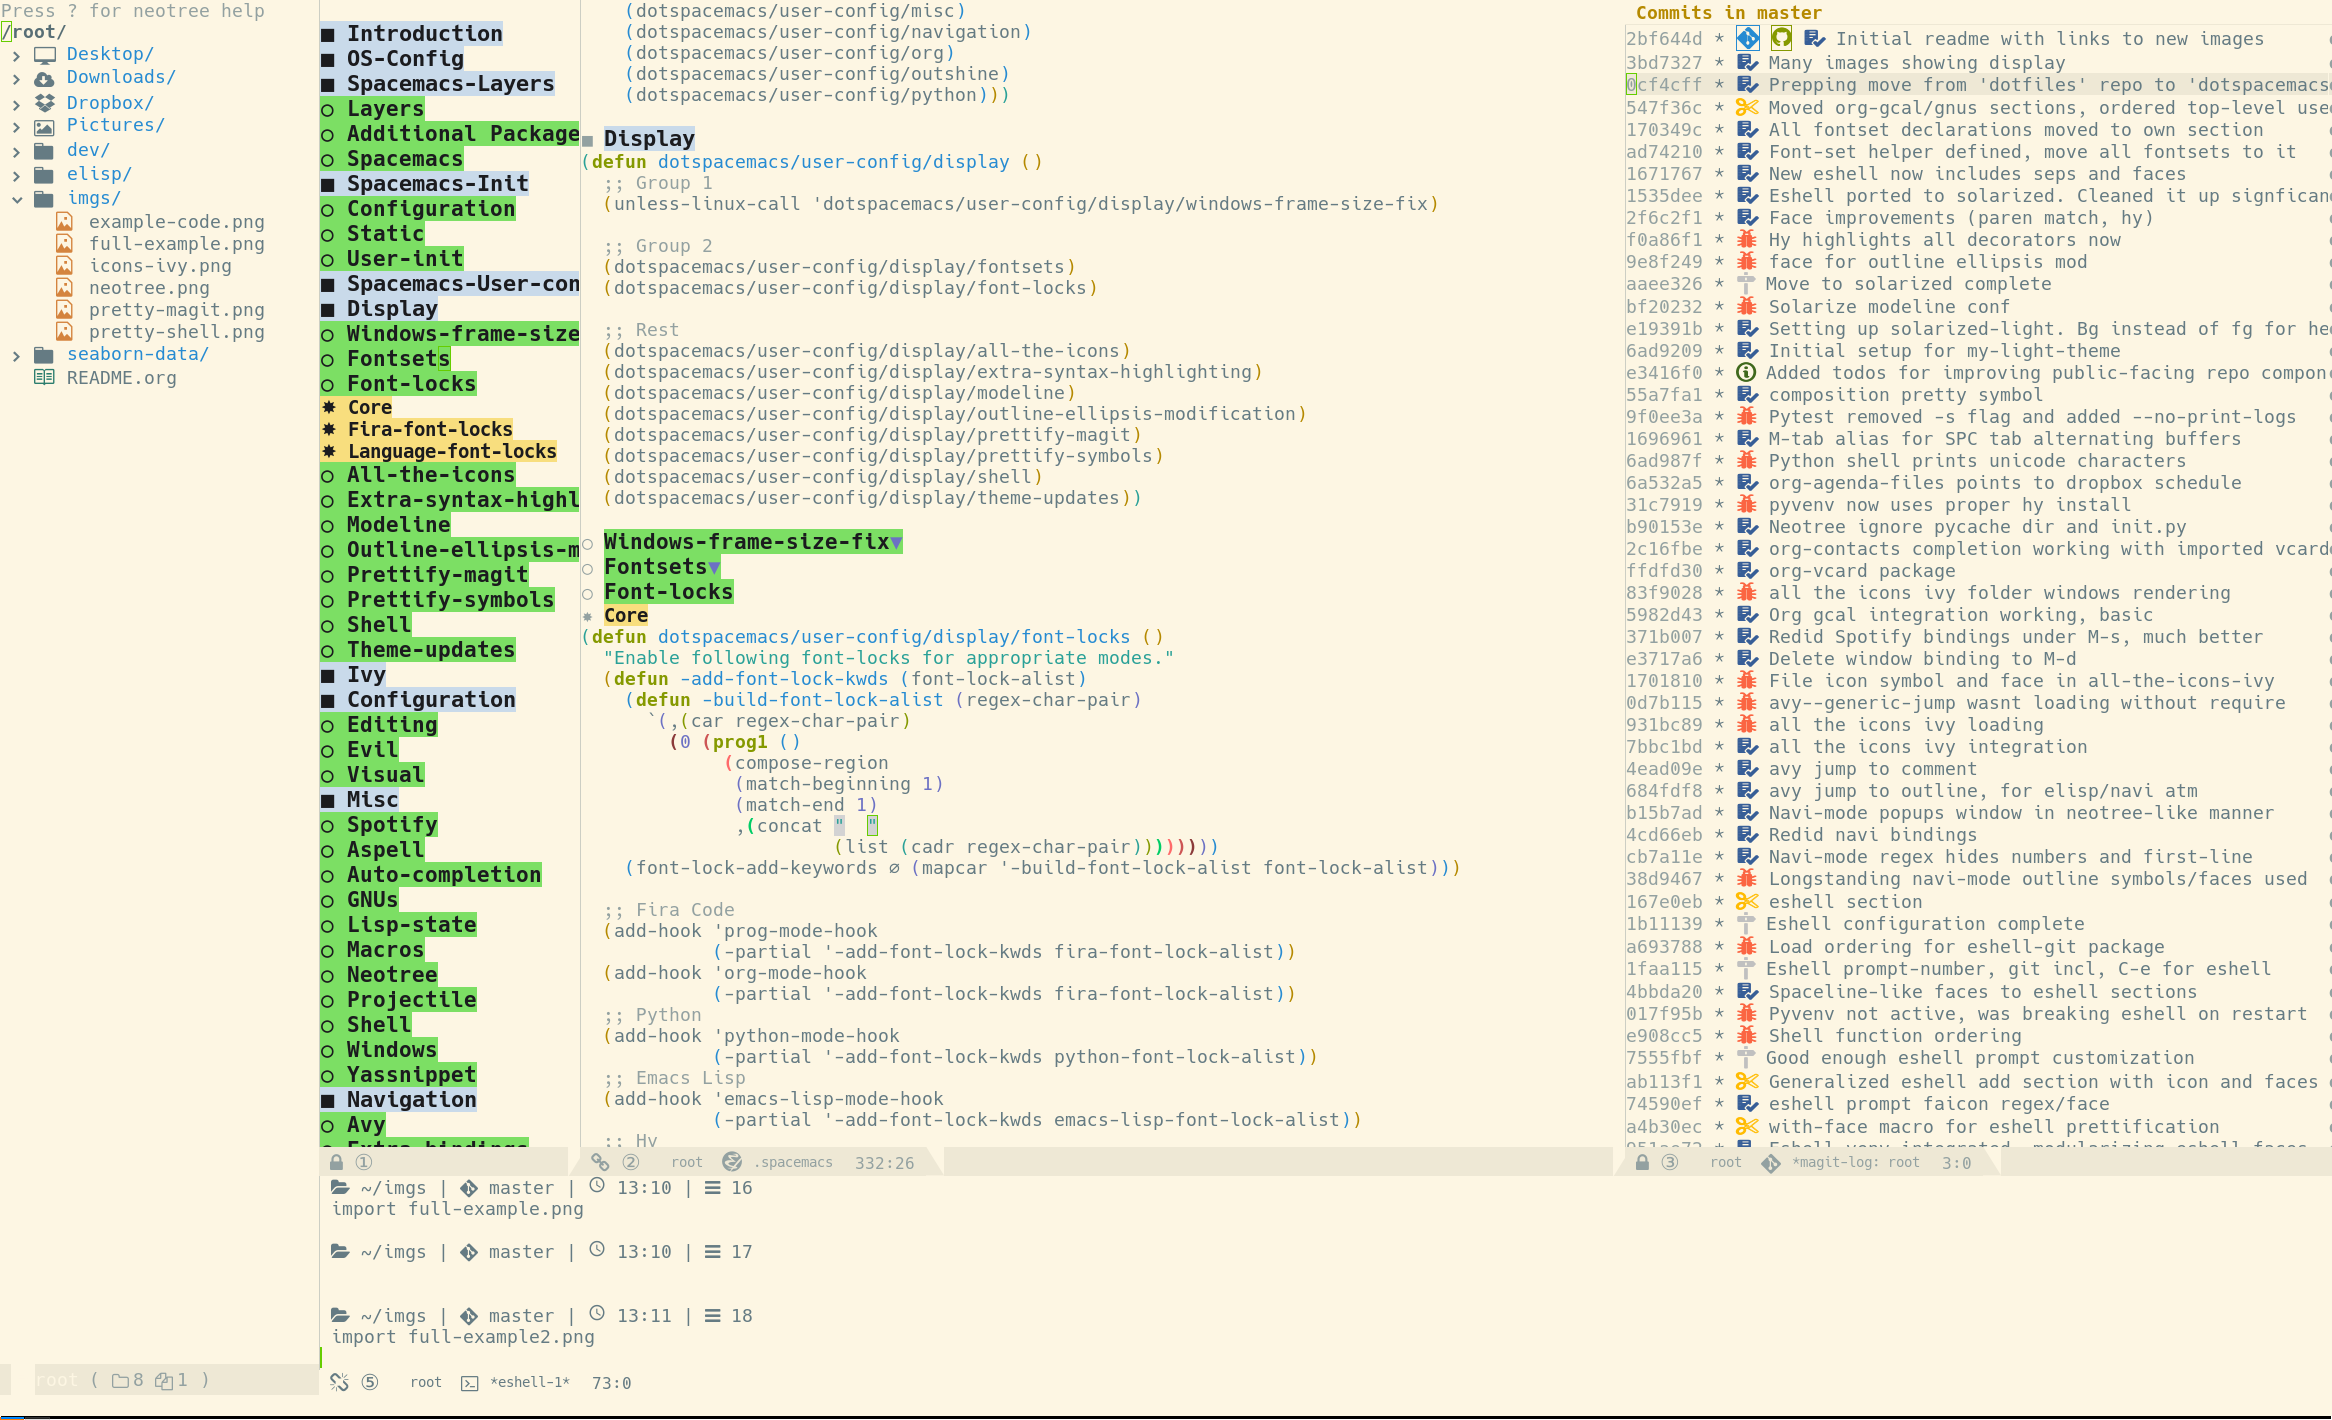 Press ? for neotree help
/root/
Desktop/
Downloads/
Dropbox/
Pictures/
dev/
elisp/
imgs/
example-code.png
full-example.png
icons-ivy.png
neotree.png
pretty-magit.png
pretty-shell.png
seaborn-data/
README.org
root ( 8 1 )
■ Introduction
■ OS-Config
■ Spacemacs-Layers
○ Layers
○ Additional Package
○ Spacemacs
■ Spacemacs-Init
○ Configuration
○ Static
○ User-init
■ Spacemacs-User-con
■ Display
○ Windows-frame-size
○ Fontsets
○ Font-locks
✸ Core
✸ Fira-font-locks
✸ Language-font-locks
○ All-the-icons
○ Extra-syntax-highl
○ Modeline
○ Outline-ellipsis-m
○ Prettify-magit
○ Prettify-symbols
○ Shell
○ Theme-updates
■ Ivy
■ Configuration
○ Editing
○ Evil
○ Visual
■ Misc
○ Spotify
○ Aspell
○ Auto-completion
○ GNUs
○ Lisp-state
○ Macros
○ Neotree
○ Projectile
○ Shell
○ Windows
○ Yassnippet
■ Navigation
○ Avy
○ Extra-bindings
①
(dotspacemacs/user-config/misc)
(dotspacemacs/user-config/navigation)
(dotspacemacs/user-config/org)
(dotspacemacs/user-config/outshine)
(dotspacemacs/user-config/python)))
■ Display
(defun dotspacemacs/user-config/display ()
;; Group 1
(unless-linux-call 'dotspacemacs/user-config/display/windows-frame-size-fix)
;; Group 2
(dotspacemacs/user-config/display/fontsets)
(dotspacemacs/user-config/display/font-locks)
;; Rest
(dotspacemacs/user-config/display/all-the-icons)
(dotspacemacs/user-config/display/extra-syntax-highlighting)
(dotspacemacs/user-config/display/modeline)
(dotspacemacs/user-config/display/outline-ellipsis-modification)
(dotspacemacs/user-config/display/prettify-magit)
(dotspacemacs/user-config/display/prettify-symbols)
(dotspacemacs/user-config/display/shell)
(dotspacemacs/user-config/display/theme-updates))
○ Windows-frame-size-fix▼
○ Fontsets▼
○ Font-locks
✸ Core
(defun dotspacemacs/user-config/display/font-locks ()
"Enable following font-locks for appropriate modes."
(defun -add-font-lock-kwds (font-lock-alist)
(defun -build-font-lock-alist (regex-char-pair)
`(,(car regex-char-pair)
(0 (prog1 ()
(compose-region
(match-beginning 1)
(match-end 1)
,(concat "  "
(list (cadr regex-char-pair))))))))
(font-lock-add-keywords ∅ (mapcar '-build-font-lock-alist font-lock-alist)))
;; Fira Code
(add-hook 'prog-mode-hook
(-partial '-add-font-lock-kwds fira-font-lock-alist))
(add-hook 'org-mode-hook
(-partial '-add-font-lock-kwds fira-font-lock-alist))
;; Python
(add-hook 'python-mode-hook
(-partial '-add-font-lock-kwds python-font-lock-alist))
;; Emacs Lisp
(add-hook 'emacs-lisp-mode-hook
(-partial '-add-font-lock-kwds emacs-lisp-font-lock-alist))
;; Hy
② root .spacemacs 332:26
Commits in master
2bf644d * Initial readme with links to new images
3bd7327 * Many images showing display
0cf4cff * Prepping move from 'dotfiles' repo to 'dotspacemacs
547f36c * Moved org-gcal/gnus sections, ordered top-level use
170349c * All fontset declarations moved to own section
ad74210 * Font-set helper defined, move all fontsets to it
1671767 * New eshell now includes seps and faces
1535dee * Eshell ported to solarized. Cleaned it up signfican
2f6c2f1 * Face improvements (paren match, hy)
f0a86f1 * Hy highlights all decorators now
9e8f249 * face for outline ellipsis mod
aaee326 * Move to solarized complete
bf20232 * Solarize modeline conf
e19391b * Setting up solarized-light. Bg instead of fg for he
6ad9209 * Initial setup for my-light-theme
e3416f0 * Added todos for improving public-facing repo compon
55a7fa1 * composition pretty symbol
9f0ee3a * Pytest removed -s flag and added --no-print-logs
1696961 * M-tab alias for SPC tab alternating buffers
6ad987f * Python shell prints unicode characters
6a532a5 * org-agenda-files points to dropbox schedule
31c7919 * pyvenv now uses proper hy install
b90153e * Neotree ignore pycache dir and init.py
2c16fbe * org-contacts completion working with imported vcard
ffdfd30 * org-vcard package
83f9028 * all the icons ivy folder windows rendering
5982d43 * Org gcal integration working, basic
371b007 * Redid Spotify bindings under M-s, much better
e3717a6 * Delete window binding to M-d
1701810 * File icon symbol and face in all-the-icons-ivy
0d7b115 * avy--generic-jump wasnt loading without require
931bc89 * all the icons ivy loading
7bbc1bd * all the icons ivy integration
4ead09e * avy jump to comment
684fdf8 * avy jump to outline, for elisp/navi atm
b15b7ad * Navi-mode popups window in neotree-like manner
4cd66eb * Redid navi bindings
cb7a11e * Navi-mode regex hides numbers and first-line
38d9467 * Longstanding navi-mode outline symbols/faces used
167e0eb * eshell section
1b11139 * Eshell configuration complete
a693788 * Load ordering for eshell-git package
1faa115 * Eshell prompt-number, git incl, C-e for eshell
4bbda20 * Spaceline-like faces to eshell sections
017f95b * Pyvenv not active, was breaking eshell on restart
e908cc5 * Shell function ordering
7555fbf * Good enough eshell prompt customization
ab113f1 * Generalized eshell add section with icon and faces
74590ef * eshell prompt faicon regex/face
a4b30ec * with-face macro for eshell prettification
③ root *magit-log: root 3:0
~/imgs | master | 13:10 | 16
import full-example.png
~/imgs | master | 13:10 | 17
~/imgs | master | 13:11 | 18
import full-example2.png
⑤ root *eshell-1* 73:0